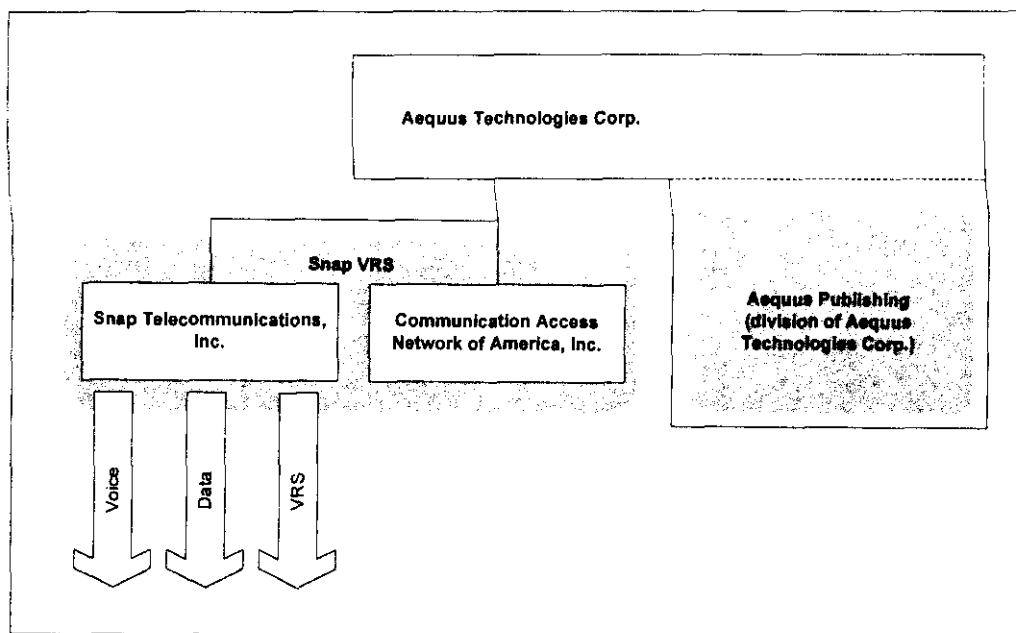 Aequus Technologies Corp.
Snap VRS
Snap Telecommunications,
Inc.
Communication Access
Network of America, Inc.
Aequus Publishing
(division of Aequus
Technologies Corp.)
Voice
Data
VRS